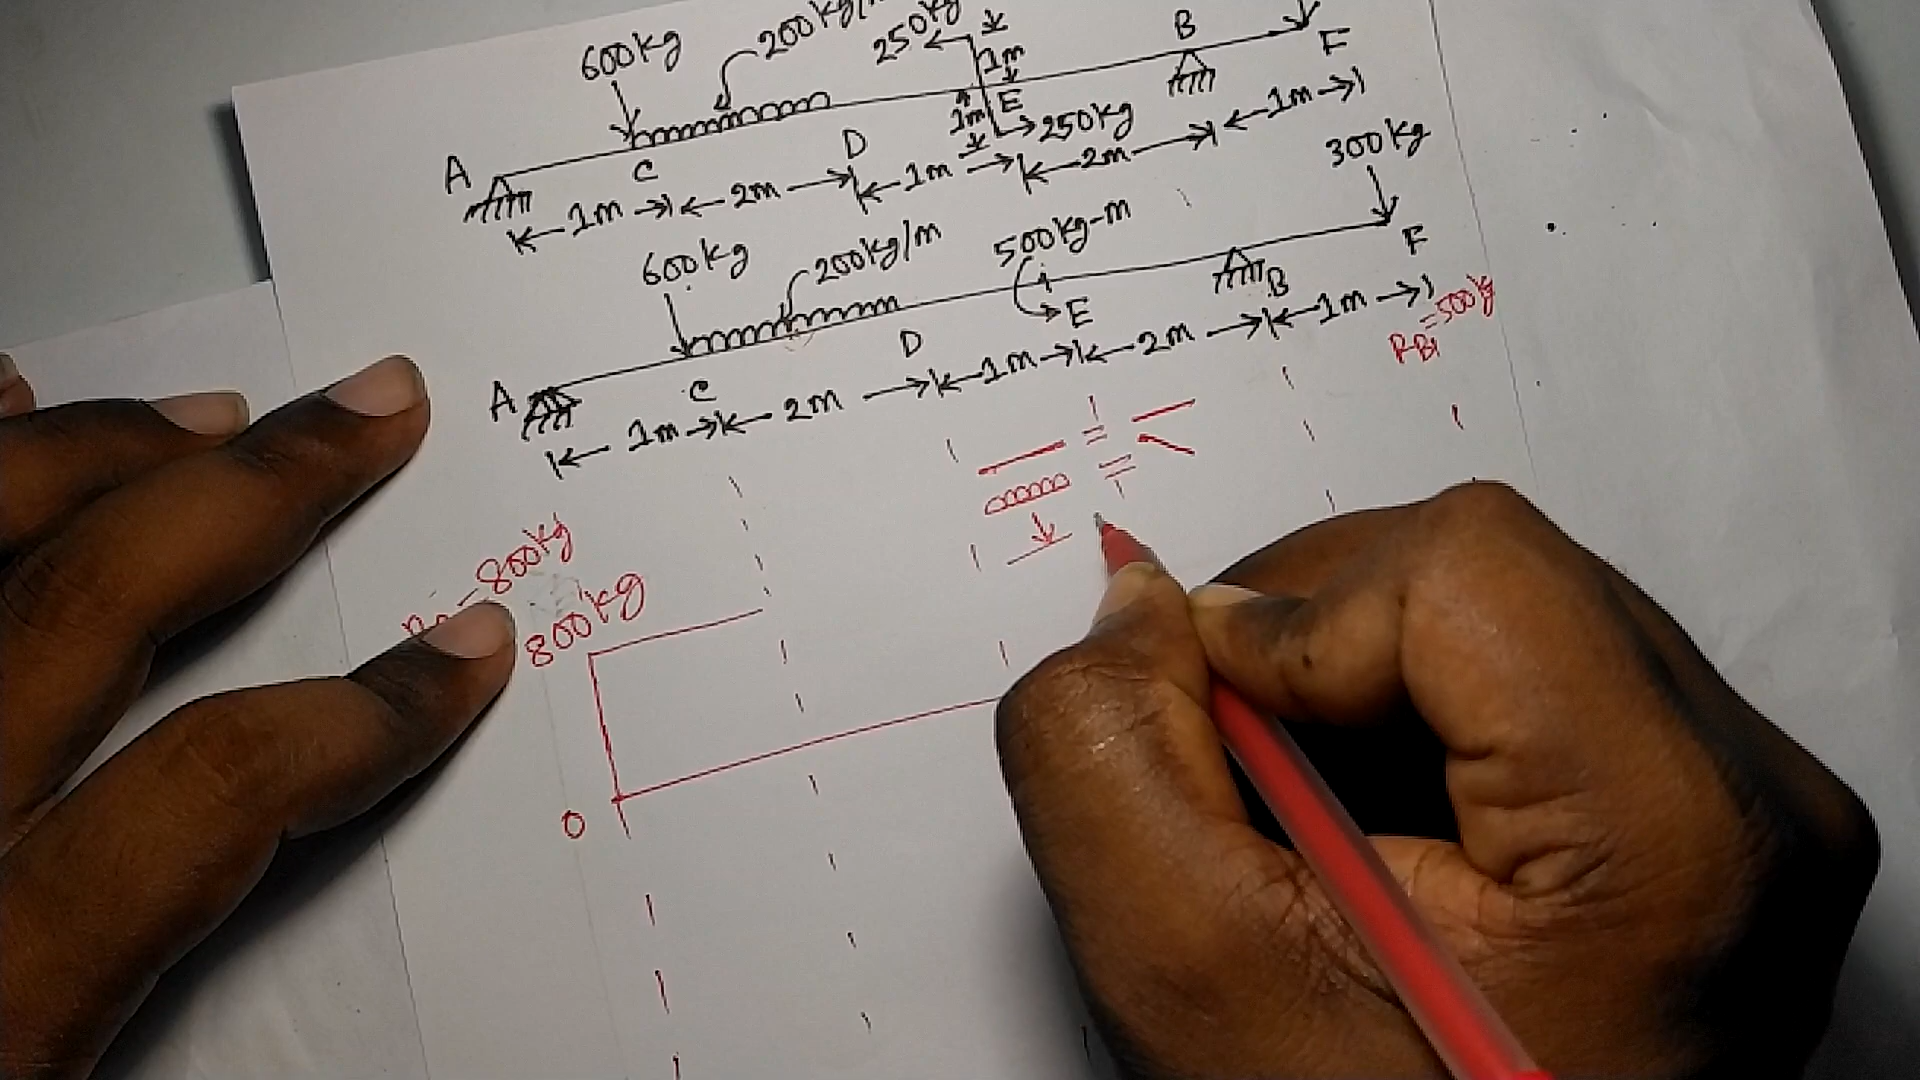 600kg 200kg/m 250kg B
1m F
A C D 1m E 250kg
1m 2m 1m 2m 1m
300kg
600kg 200kg/m 500kg-m
A C D E B F
1m 2m 1m 2m 1m
RB = 500kg
= 800kg
800kg
0